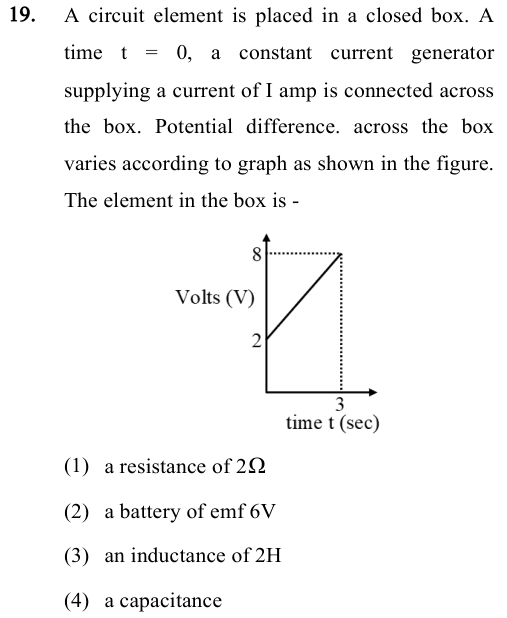 19. A circuit element is placed in a closed box. A
time t = 0, a constant current generator
supplying a current of I amp is connected across
the box. Potential difference. across the box
varies according to graph as shown in the figure.
The element in the box is -
8
Volts (V)
2
3
time t (sec)
(1) a resistance of 2Ω
(2) a battery of emf 6V
(3) an inductance of 2H
(4) a capacitance